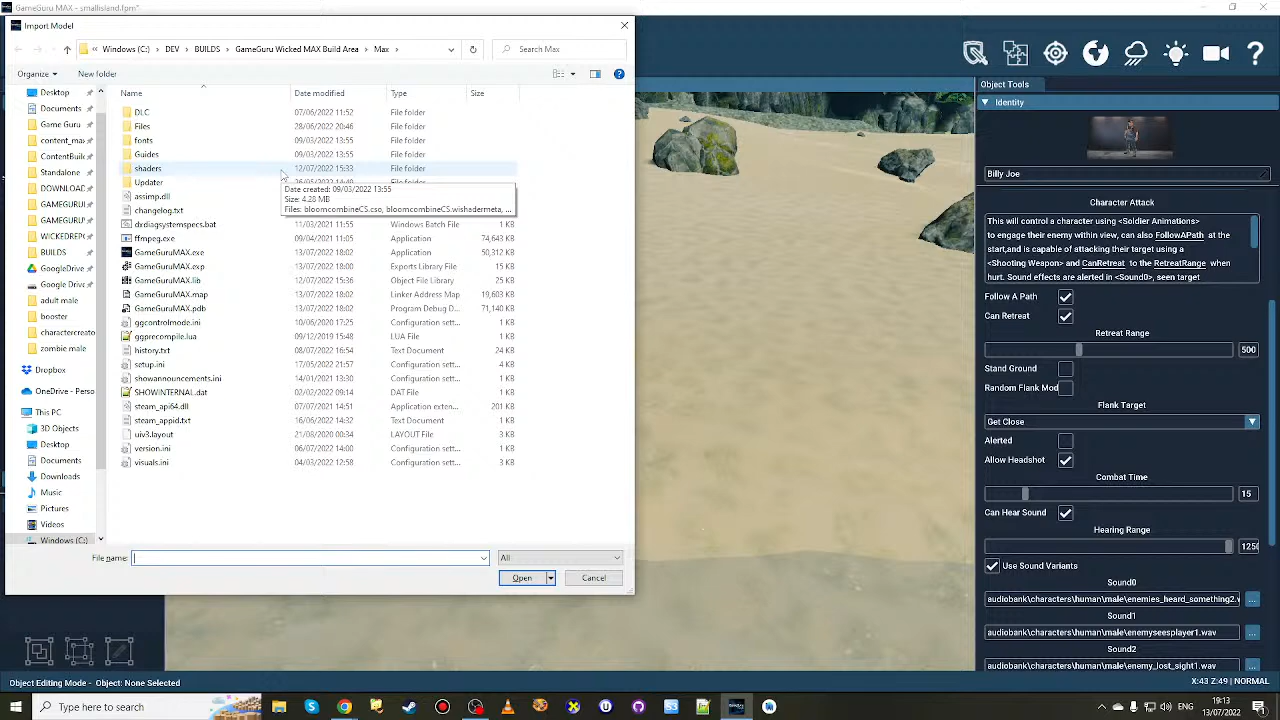 GameGuru MAX - smallisland.fpm*
Import Model
Windows (C:) > DEV > BUILDS > GameGuru Wicked MAX Build Area > Max >
Search Max
Organize
New folder
Name Date modified Type Size
DLC 07/06/2022 11:52 File folder
Files 28/06/2022 20:46 File folder
fonts 09/03/2022 13:55 File folder
Guides 09/03/2022 13:55 File folder
shaders 12/07/2022 15:33 File folder
Updater
Date created: 09/03/2022 13:55
Size: 4.28 MB
Files: bloomcombineCS.cso, bloomcombineCS.wishadermeta, ...
assimp.dll
changelog.txt
drdiagsystemspecs.bat 11/03/2021 11:55 Windows Batch File 1 KB
ffmpeg.exe 09/04/2021 11:05 Application 74,643 KB
GameGuruMAX.exe 13/07/2022 18:02 Application 50,312 KB
GameGuruMAX.exp 13/07/2022 18:00 Exports Library File 15 KB
GameGuruMAX.lib 12/07/2022 15:36 Object File Library 25 KB
GameGuruMAX.map 13/07/2022 18:02 Linker Address Map 19,603 KB
GameGuruMAX.pdb 13/07/2022 18:02 Program Debug D... 71,140 KB
ggcontrolmode.ini 10/06/2020 17:25 Configuration sett... 1 KB
ggprecompile.lua 09/12/2019 15:48 LUA File 1 KB
history.txt 08/07/2022 16:54 Text Document 24 KB
setup.ini 17/05/2022 21:57 Configuration sett... 4 KB
showannouncements.ini 14/01/2021 13:30 Configuration sett... 1 KB
SHOWINTERNAL.dat 02/02/2022 09:14 DAT File 1 KB
steam_api64.dll 07/07/2021 14:51 Application exten... 201 KB
steam_appid.txt 16/06/2022 14:32 Text Document 1 KB
uiv3.layout 21/08/2020 00:34 LAYOUT File 3 KB
version.ini 06/07/2022 14:00 Configuration sett... 1 KB
visuals.ini 04/03/2022 12:58 Configuration sett... 3 KB
Desktop
Documents
Game Guru
content_mas
ContentBuild
Standalone
DOWNLOAD
GAMEGURU
GAMEGURU
WICKEDREP
BUILDS
GoogleDrive
GoogleDrive
adult male
booster
charactercreato
zombie male
Dropbox
OneDrive - Perso
This PC
3D Objects
Desktop
Documents
Downloads
Music
Pictures
Videos
Windows (C:)
File name:
All
Open
Cancel
Object Tools
Identity
Billy Joe
Character Attack
This will control a character using <Soldier Animations>
to engage their enemy within view, can also FollowAPath at the
start,and is capable of attacking their target using a
<Shooting Weapon> and CanRetreat to the RetreatRange when
hurt. Sound effects are alerted <Sound0>, seen target
Follow A Path
Can Retreat
Retreat Range
500
Stand Ground
Random Flank Mod
Flank Target
Get Close
Alerted
Allow Headshot
Combat Time
15
Can Hear Sound
Hearing Range
1250
Use Sound Variants
Sound0
audiobank\characters\human\male\enemies_heard_something2.v
...
Sound1
audiobank\characters\human\male\enemyseesplayer1.wav
...
Sound2
audiobank\characters\human\male\enemy_lost_sight1.wav
...
Object Editing Mode - Object: None Selected
X:43 Z:49 | NORMAL
Type here to search
19:13
13/07/2022